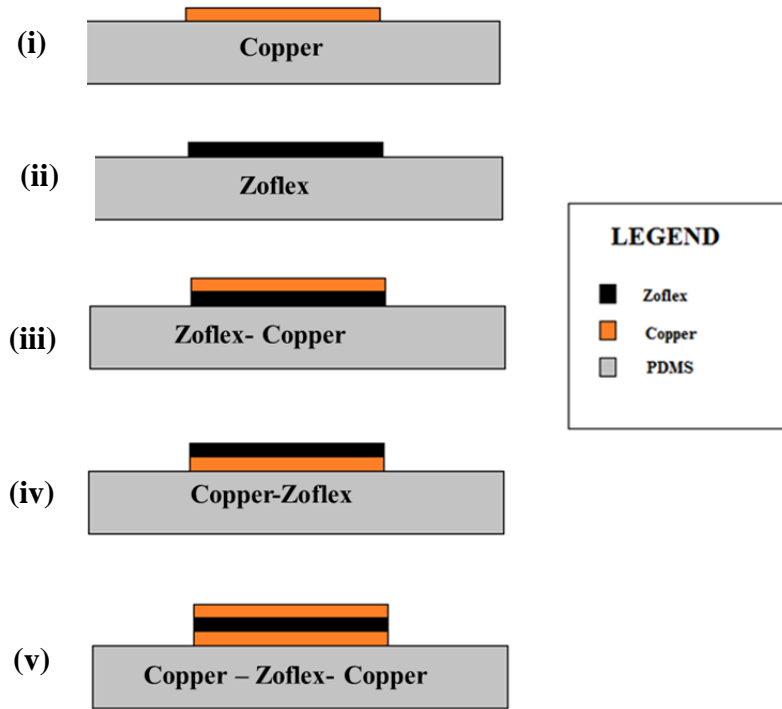 (i)
Copper
(ii)
Zoflex
(iii)
Zoflex- Copper
(iv)
Copper-Zoflex
(v)
Copper – Zoflex- Copper
LEGEND
Zoflex
Copper
PDMS